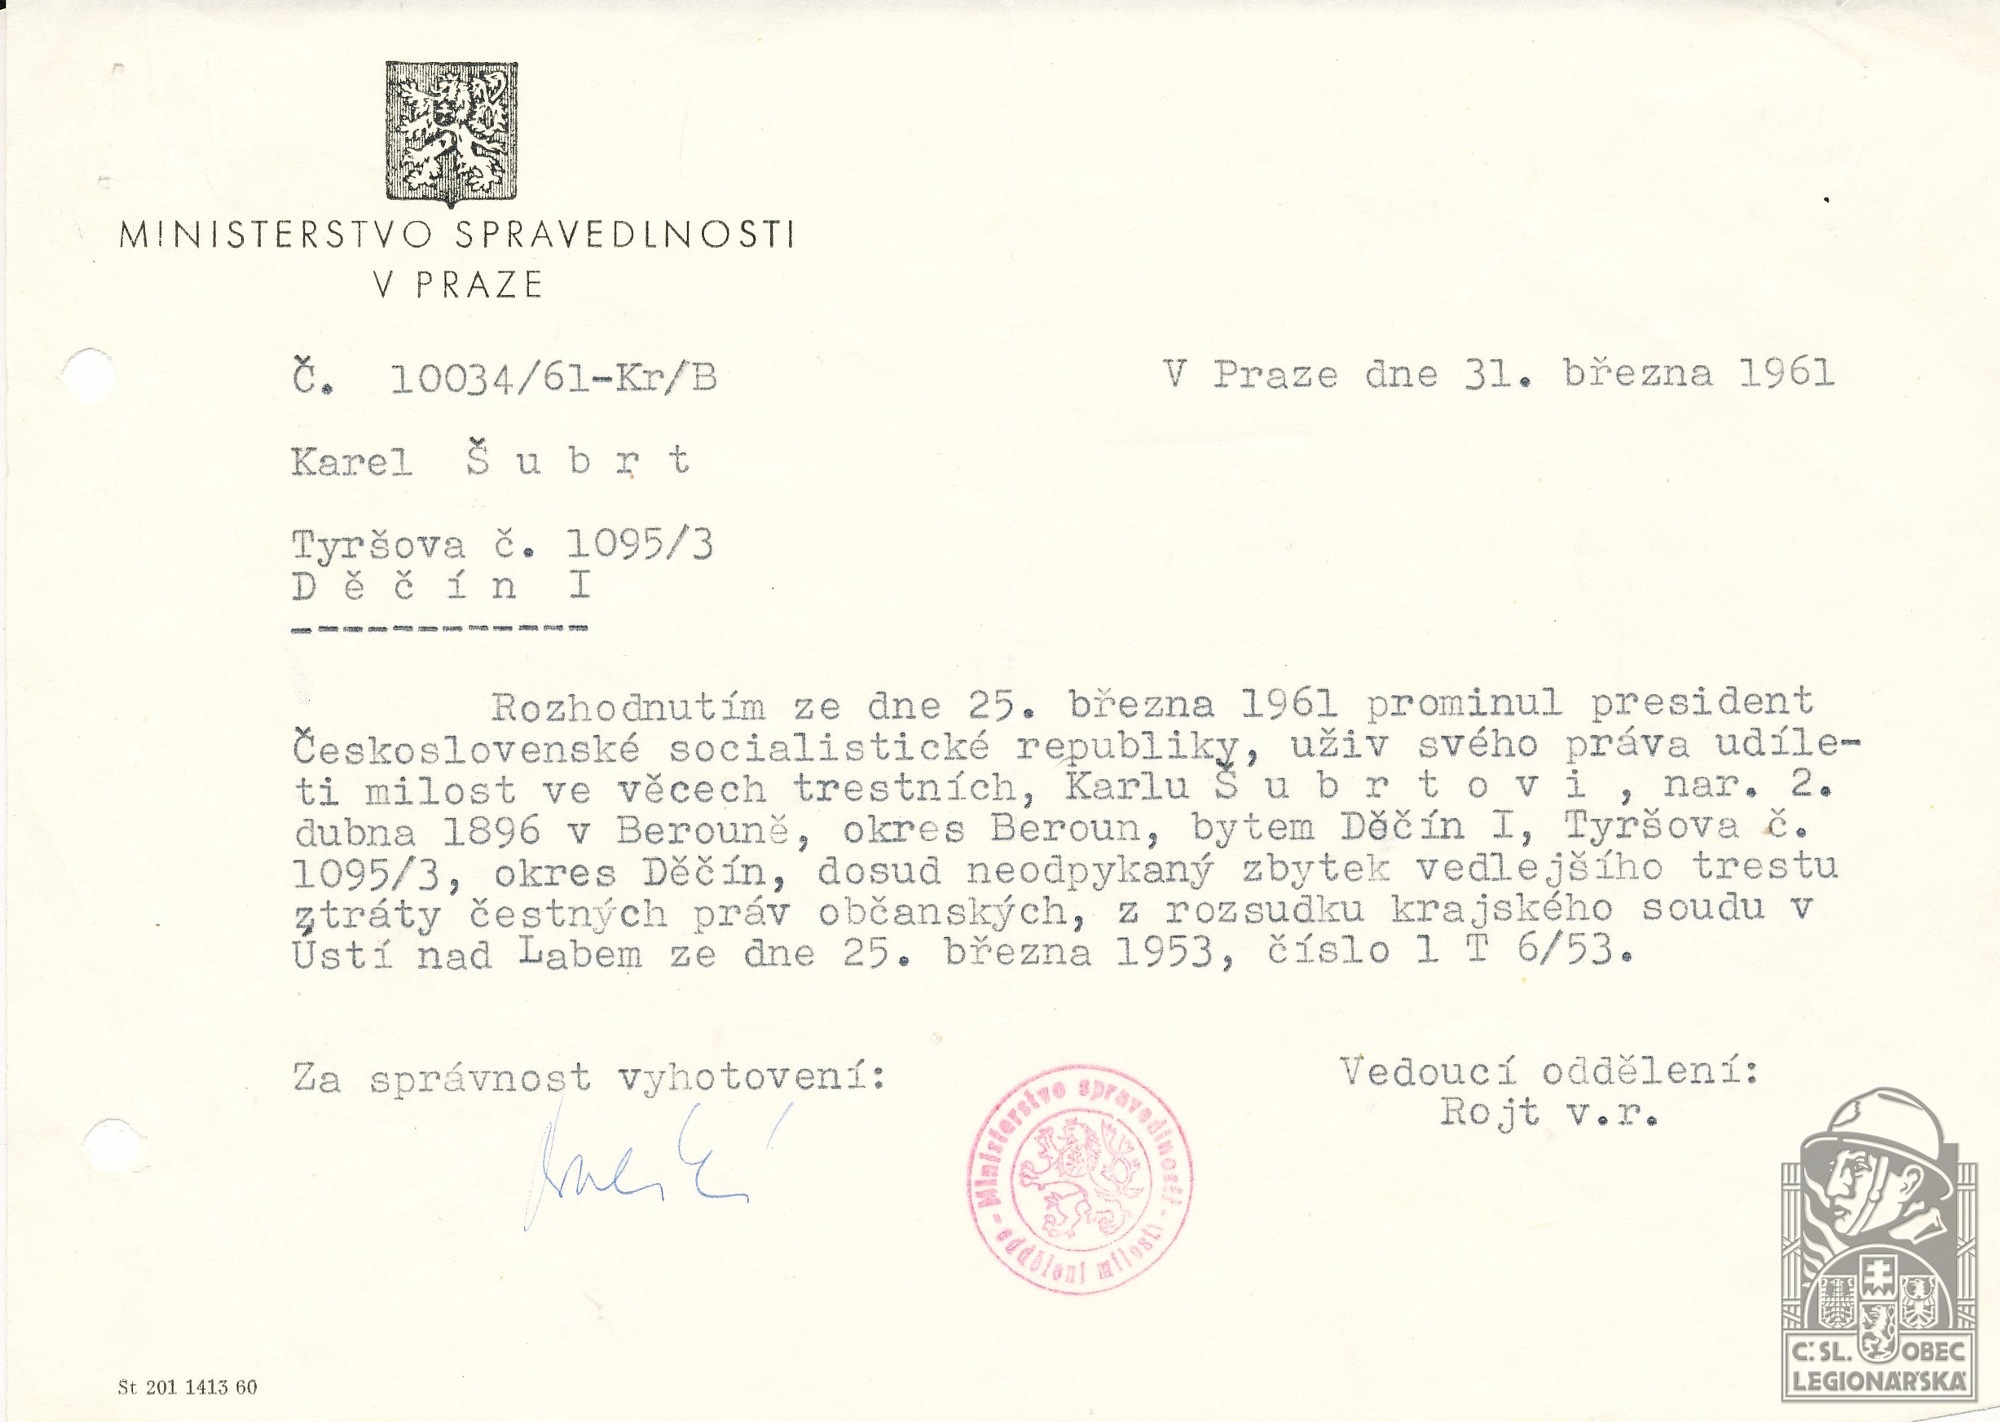 MINISTERSTVO SPRAVEDLNOSTI
V PRAZE
Č. 10034/61-Kr/B
V Praze dne 31. března 1961
Karel Š u b r t
Tyršova č. 1095/3
D ě č í n I
------------
Rozhodnutím ze dne 25. března 1961 prominul president
Československé socialistické republiky, uživ svého práva udíle-
ti milost ve věcech trestních, Karlu Š u b r t o v i , nar. 2.
dubna 1896 v Berouně, okres Beroun, bytem Děčín I, Tyršova č.
1095/3, okres Děčín, dosud neodpykaný zbytek vedlejšího trestu
ztráty čestných práv občanských, z rozsudku krajského soudu v
Ústí nad Labem ze dne 25. března 1953, číslo 1 T 6/53.
Za správnost vyhotovení:
Vedoucí oddělení:
Rojt v.r.
Ministerstvo spravedlnosti
- oddělení milostí -
Č.SL. OBEC
LEGIONÁŘSKÁ
St 201 1413 60